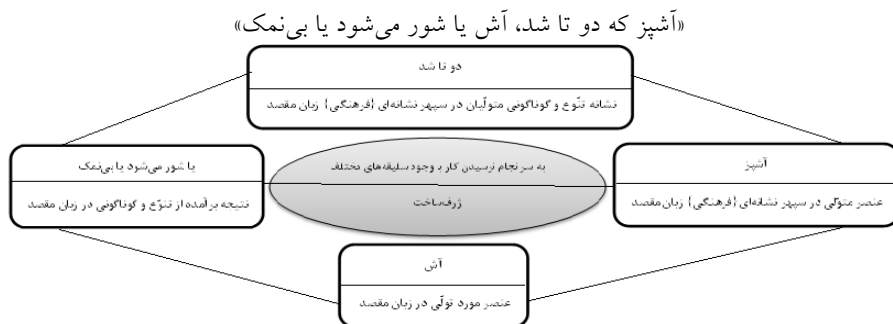 «آشپز که دو تا شد، آش یا شور می‌شود یا بی‌نمک»
دو تا شد
نشانه تنّوع و گوناگونی متولّیان در سپهر نشانه‌ای {فرهنگی} زبان مقصد
آشپز
عنصر متولّی در سپهر نشانه‌ای {فرهنگی} زبان مقصد
به سرنجام نرسیدن کار با وجود سلیقه‌های مختلف
ژرف‌ساخت
یا شور می‌شود یا بی‌نمک
نتیجه برآمده از تنوّع و گوناگونی در زبان مقصد
آش
عنصر مورد تولّی در زبان مقصد